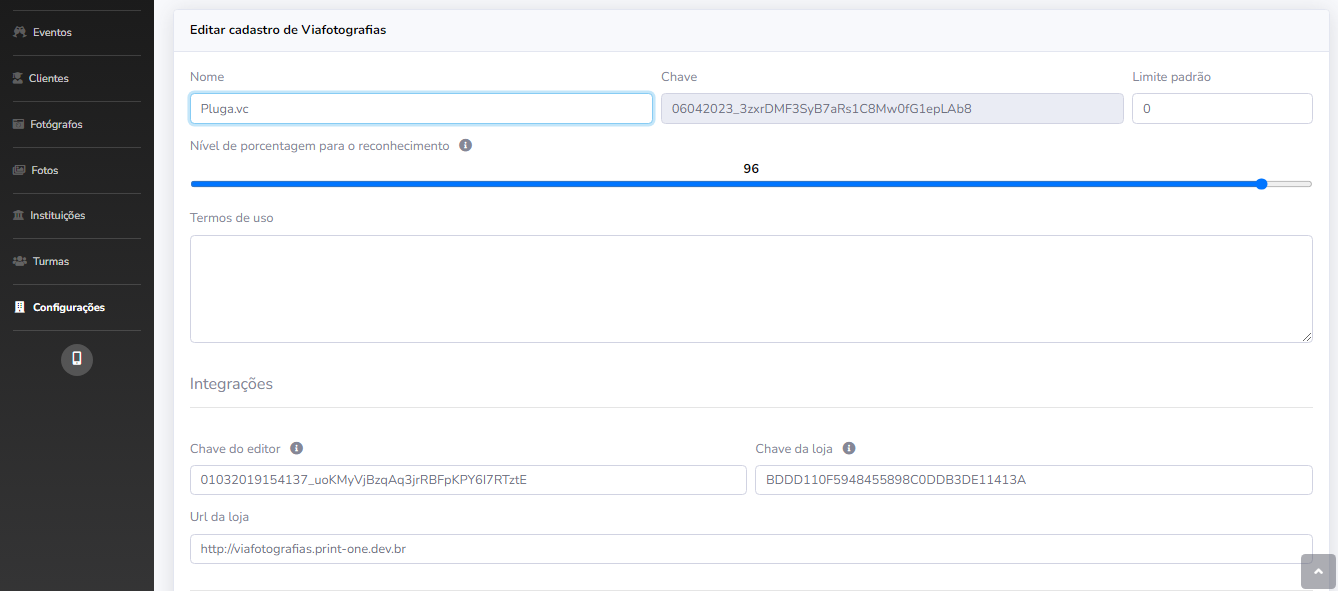 Eventos
Clientes
Fotógrafos
Fotos
Instituições
Turmas
Configurações
Editar cadastro de Viafotografias
Nome
Chave
Limite padrão
Pluga.vc
06042023_3zxrDMF3SyB7aRs1C8Mw0fG1epLAb8
0
Nível de porcentagem para o reconhecimento
96
Termos de uso
Integrações
Chave do editor
Chave da loja
01032019154137_uoKMyVjBzqAq3jrRBFpKPY6I7RTztE
BDDD110F5948455898C0DDB3DE11413A
Url da loja
http://viafotografias.print-one.dev.br